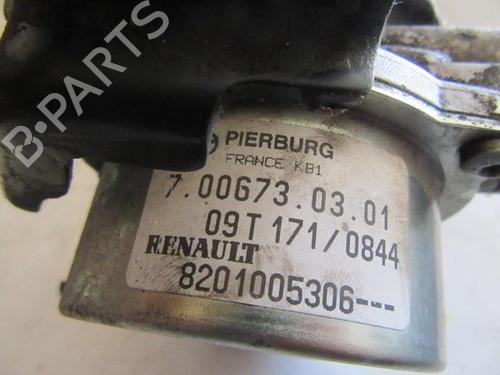 B-PARTS
PIERBURG
FRANCE KB1
7.00673.03.01
09T 171/0844
RENAULT
8201005306---